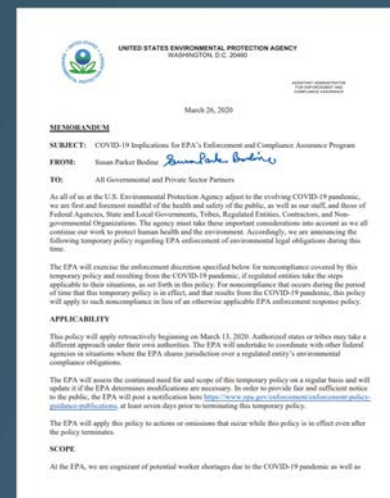 UNITED STATES ENVIRONMENTAL PROTECTION AGENCY
WASHINGTON, D.C. 20460
ASSISTANT ADMINISTRATOR
FOR ENFORCEMENT AND
COMPLIANCE ASSURANCE
March 26, 2020
MEMORANDUM
SUBJECT: COVID-19 Implications for EPA's Enforcement and Compliance Assurance Program
FROM: Susan Parker Bodine Susan Parker Bodine
TO: All Governmental and Private Sector Partners
As all of us at the U.S. Environmental Protection Agency adjust to the evolving COVID-19 pandemic,
we are first and foremost mindful of the health and safety of the public, as well as our staff, and those of
Federal Agencies, State and Local Governments, Tribes, Regulated Entities, Contractors, and Non-
governmental Organizations. The agency must take these important considerations into account as we all
continue our work to protect human health and the environment. Accordingly, we are announcing the
following temporary policy regarding EPA enforcement of environmental legal obligations during this
time.
The EPA will exercise the enforcement discretion specified below for noncompliance covered by this
temporary policy and resulting from the COVID-19 pandemic, if regulated entities take the steps
applicable to their situations, as set forth in this policy. For noncompliance that occurs during the period
of time that this temporary policy is in effect, and that results from the COVID-19 pandemic, this policy
will apply to such noncompliance in lieu of an otherwise applicable EPA enforcement response policy.
APPLICABILITY
This policy will apply retroactively beginning on March 13, 2020. Authorized states or tribes may take a
different approach under their own authorities. The EPA will undertake to coordinate with other federal
agencies in situations where the EPA shares jurisdiction over a regulated entity's environmental
compliance obligations.
The EPA will assess the continued need for and scope of this temporary policy on a regular basis and will
update it if the EPA determines modifications are necessary. In order to provide fair and sufficient notice
to the public, the EPA will post a notification here https://www.epa.gov/enforcement/enforcement-policy-
guidance-publications, at least seven days prior to terminating this temporary policy.
The EPA will apply this policy to actions or omissions that occur while this policy is in effect even after
the policy terminates.
SCOPE
At the EPA, we are cognizant of potential worker shortages due to the COVID-19 pandemic as well as